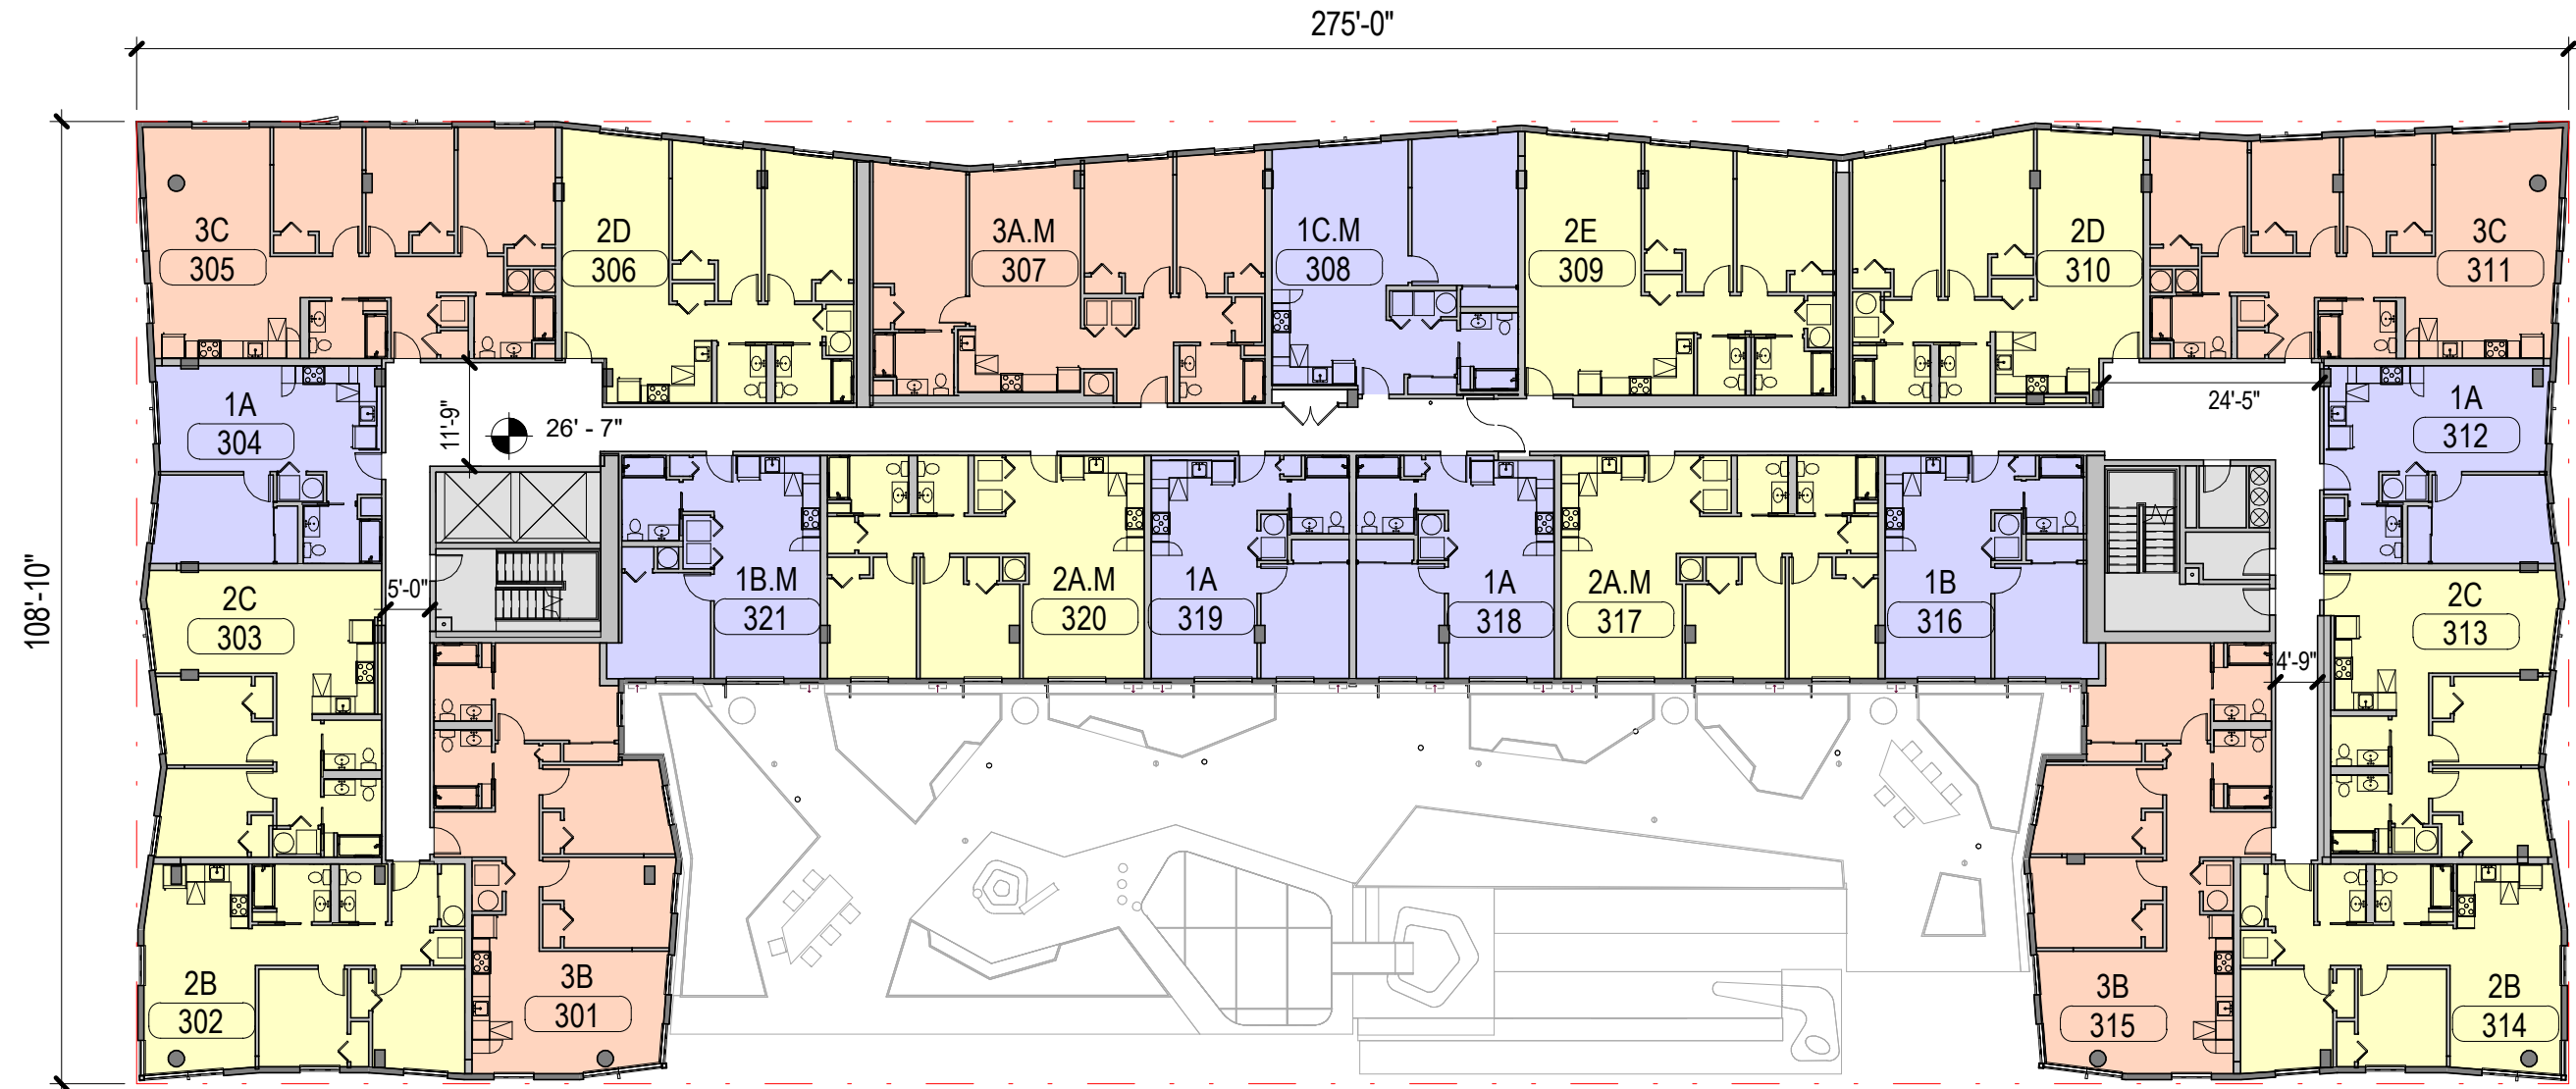 275'-0"
108'-10"
3C
305
2D
306
3A.M
307
1C.M
308
2E
309
2D
310
3C
311
1A
304
11'-9"
26' - 7"
24'-5"
1A
312
2C
303
5'-0"
1B.M
321
2A.M
320
1A
319
1A
318
2A.M
317
1B
316
2C
313
4'-9"
2B
302
3B
301
3B
315
2B
314